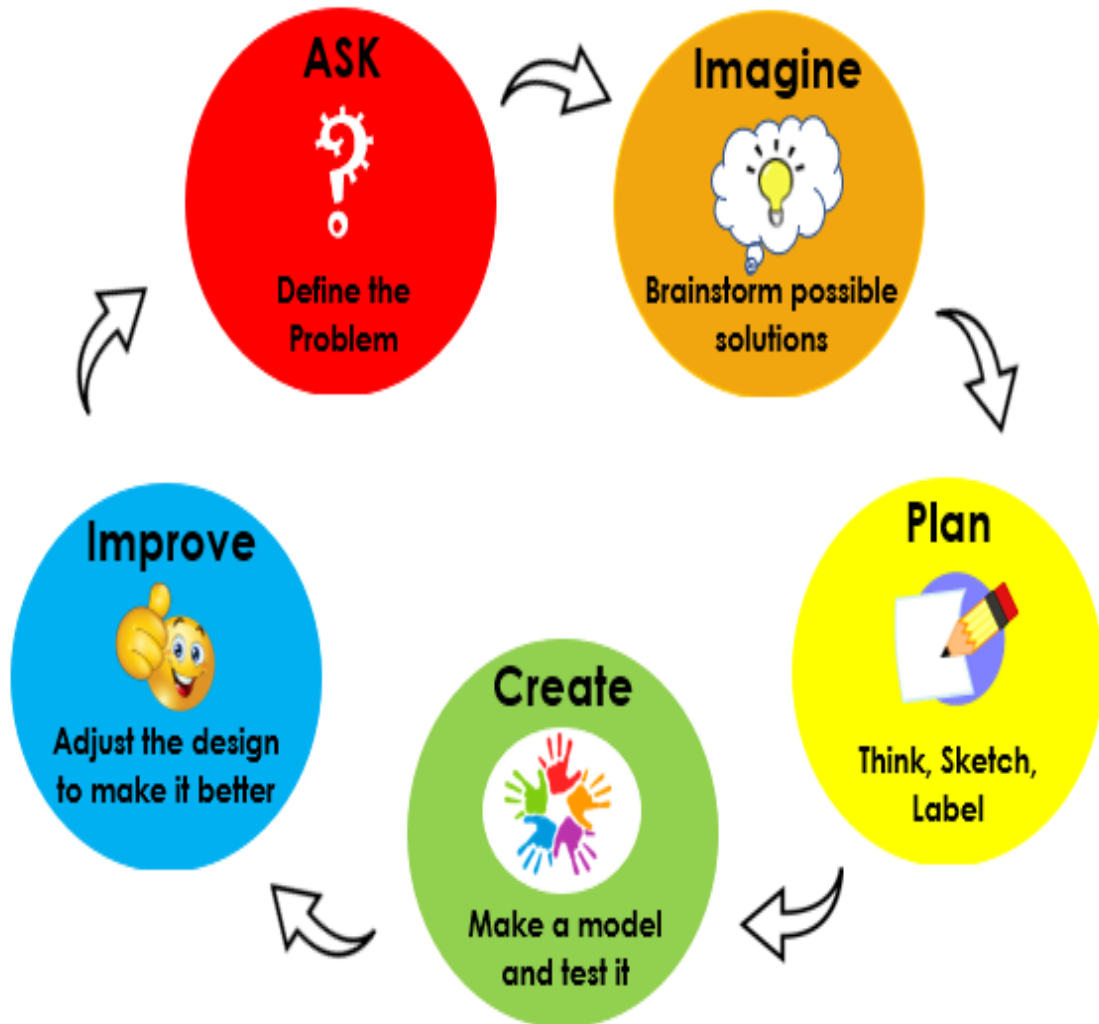 ASK
Define the
Problem
Imagine
Brainstorm possible
solutions
Plan
Think, Sketch,
Label
Create
Make a model
and test it
Improve
Adjust the design
to make it better